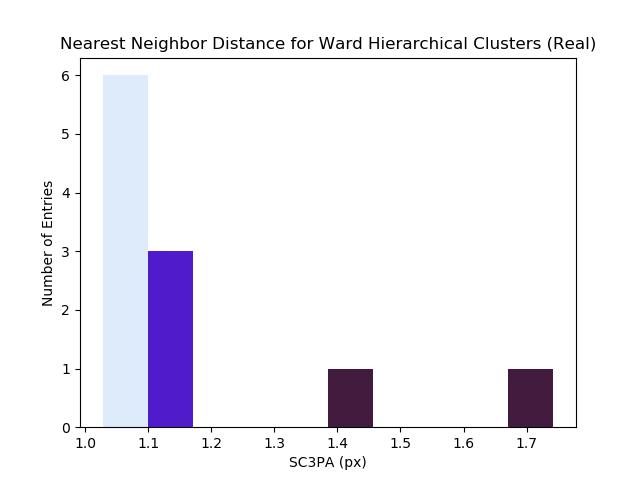 Nearest Neighbor Distance for Ward Hierarchical Clusters (Real)
6
5
4
3
2
1
0
Number of Entries
1.0 1.1 1.2 1.3 1.4 1.5 1.6 1.7
SC3PA (px)